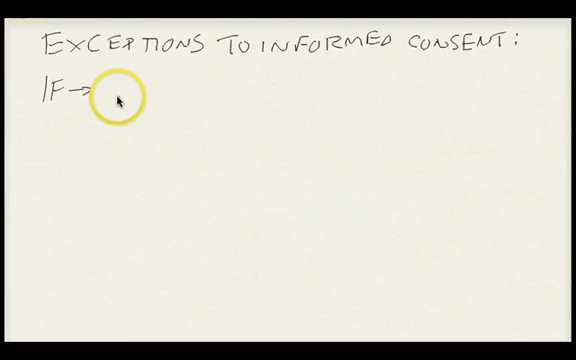 EXCEPTIONS TO INFORMED CONSENT:
IF →